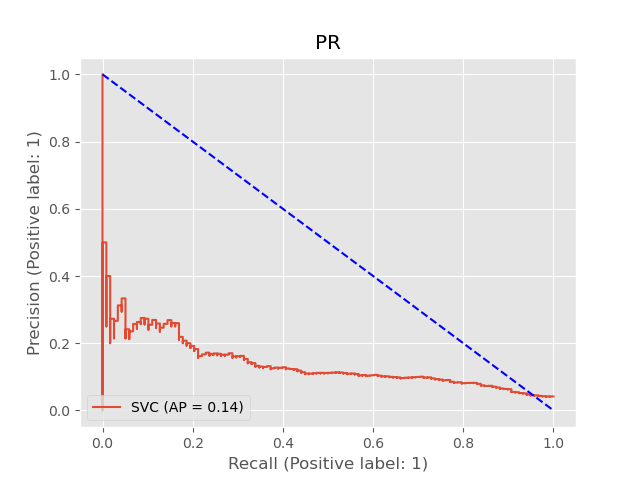 PR
Precision (Positive label: 1)
1.0
0.8
0.6
0.4
0.2
0.0
SVC (AP = 0.14)
0.0 0.2 0.4 0.6 0.8 1.0
Recall (Positive label: 1)